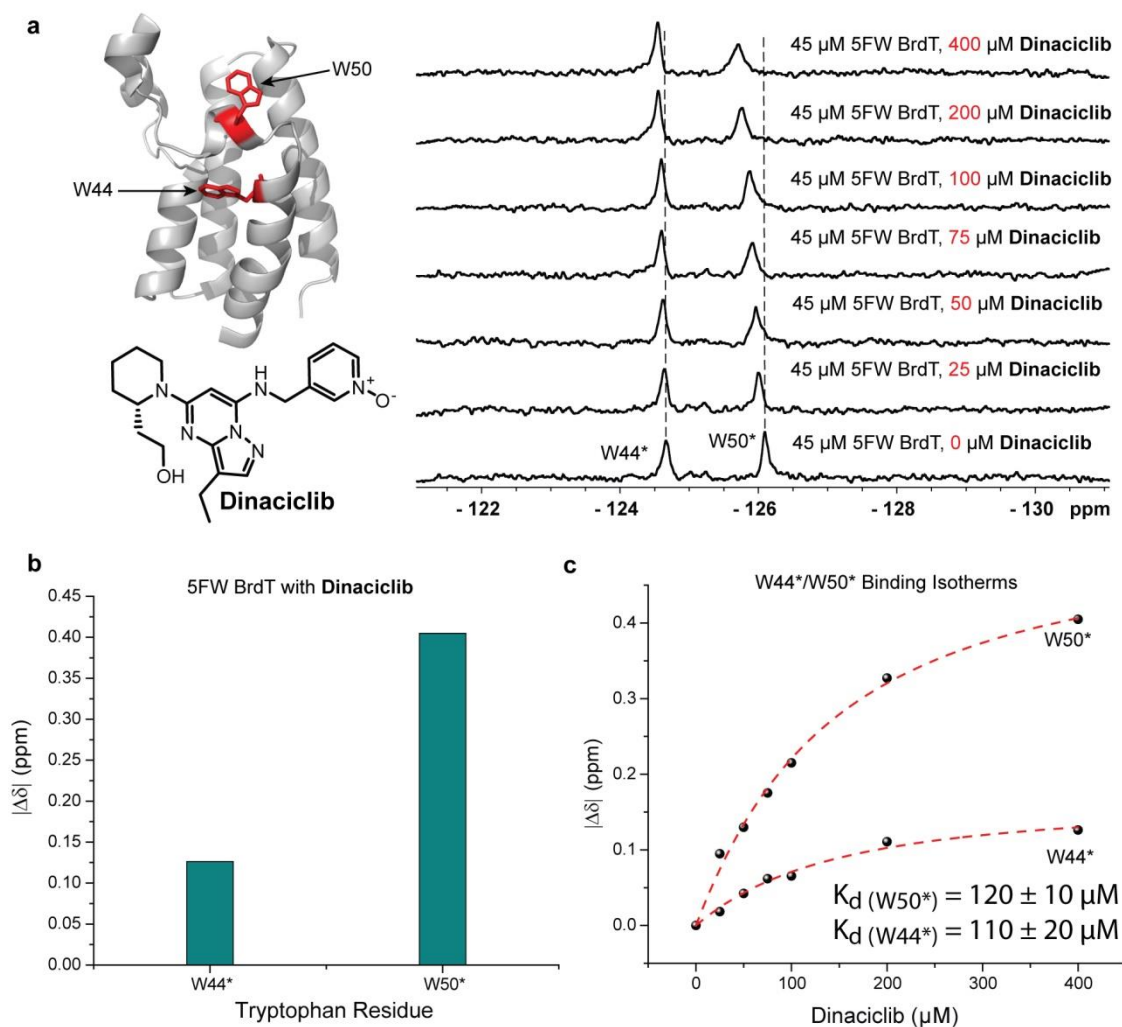 a
W50
W44
H
N
N
N
+
N
O-
N
N
N
OH
Dinaciclib
45 µM 5FW BrdT, 400 µM Dinaciclib
45 µM 5FW BrdT, 200 µM Dinaciclib
45 µM 5FW BrdT, 100 µM Dinaciclib
45 µM 5FW BrdT, 75 µM Dinaciclib
45 µM 5FW BrdT, 50 µM Dinaciclib
45 µM 5FW BrdT, 25 µM Dinaciclib
45 µM 5FW BrdT, 0 µM Dinaciclib
W44* W50*
- 122 - 124 - 126 - 128 - 130 ppm
b
5FW BrdT with Dinaciclib
0.45
0.40
0.35
0.30
0.25
0.20
0.15
0.10
0.05
0.00
|Δδ| (ppm)
W44* W50*
Tryptophan Residue
c
W44*/W50* Binding Isotherms
0.4
0.3
0.2
0.1
0.0
|Δδ| (ppm)
W50*
W44*
Kd (W50*) = 120 ± 10 µM
Kd (W44*) = 110 ± 20 µM
0 100 200 300 400
Dinaciclib (µM)